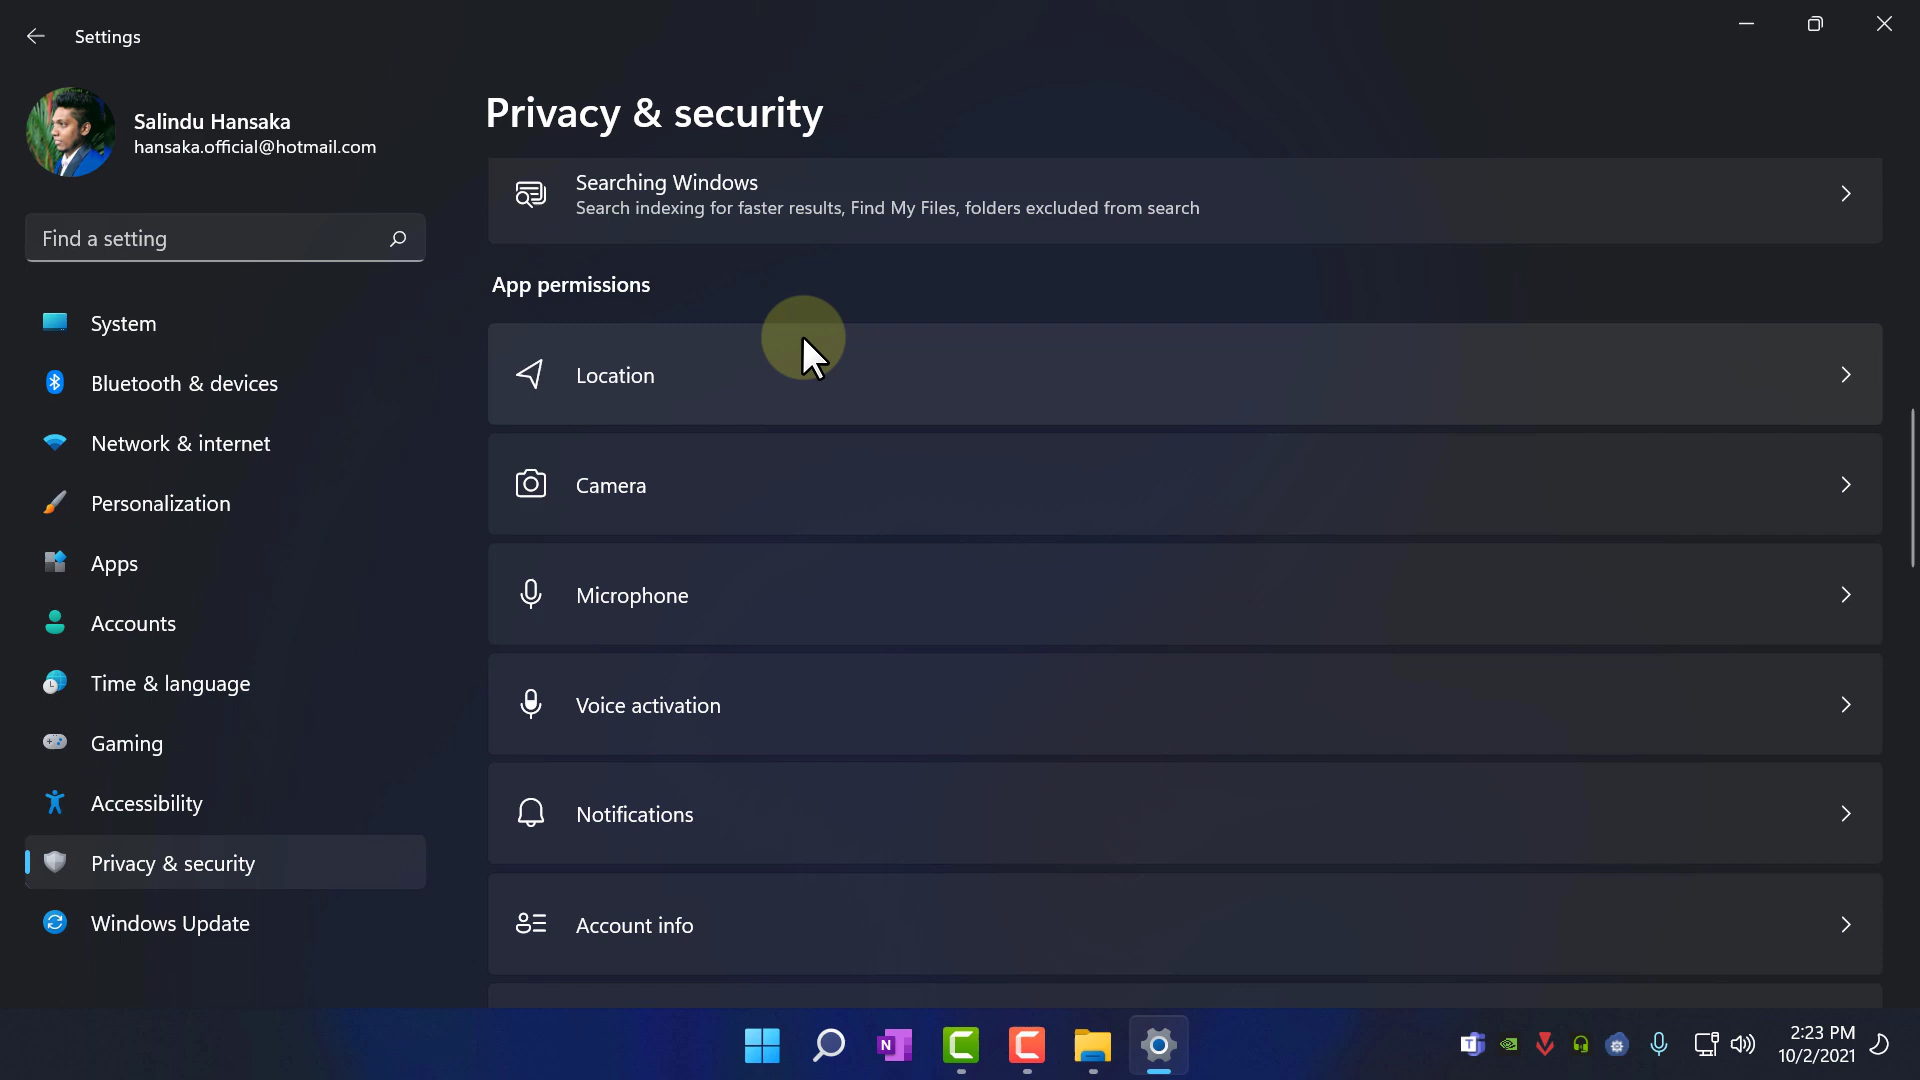 Settings
Salindu Hansaka
hansaka.official@hotmail.com
Find a setting
System
Bluetooth & devices
Network & internet
Personalization
Apps
Accounts
Time & language
Gaming
Accessibility
Privacy & security
Windows Update
Privacy & security
Searching Windows
Search indexing for faster results, Find My Files, folders excluded from search
App permissions
Location
Camera
Microphone
Voice activation
Notifications
Account info
N
T
2:23 PM
10/2/2021